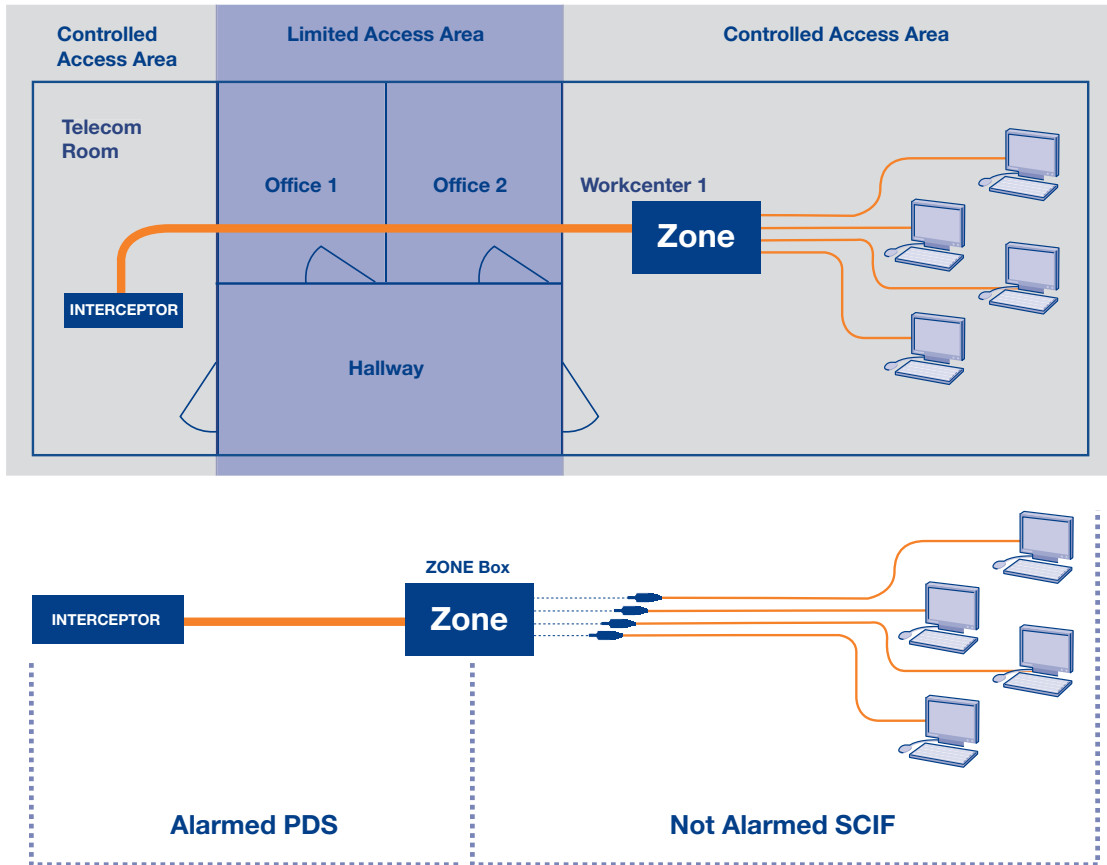 Controlled
Access Area
Limited Access Area
Controlled Access Area
Telecom
Room
Office 1
Office 2
Workcenter 1
Zone
INTERCEPTOR
Hallway
ZONE Box
INTERCEPTOR
Zone
Alarmed PDS
Not Alarmed SCIF